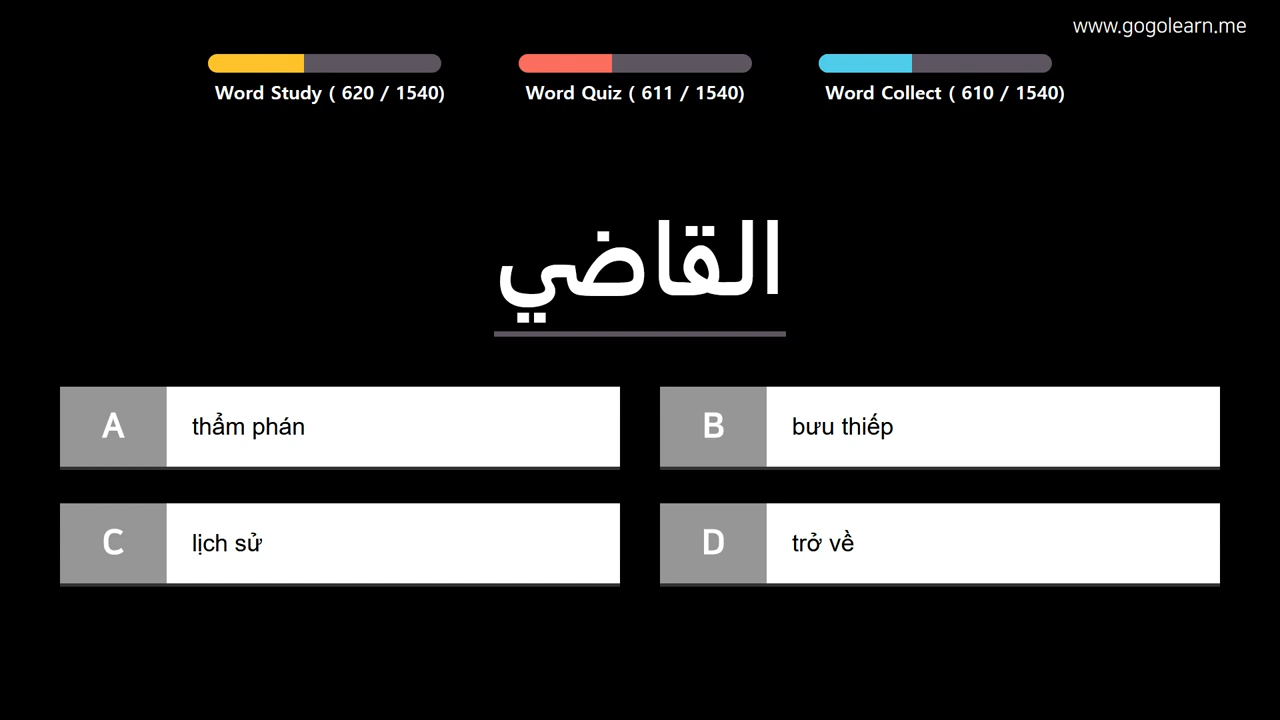 www.gogolearn.me
Word Study ( 620 / 1540)
Word Quiz ( 611 / 1540)
Word Collect ( 610 / 1540)
القاضي
A
thẩm phán
B
bưu thiếp
C
lịch sử
D
trở về